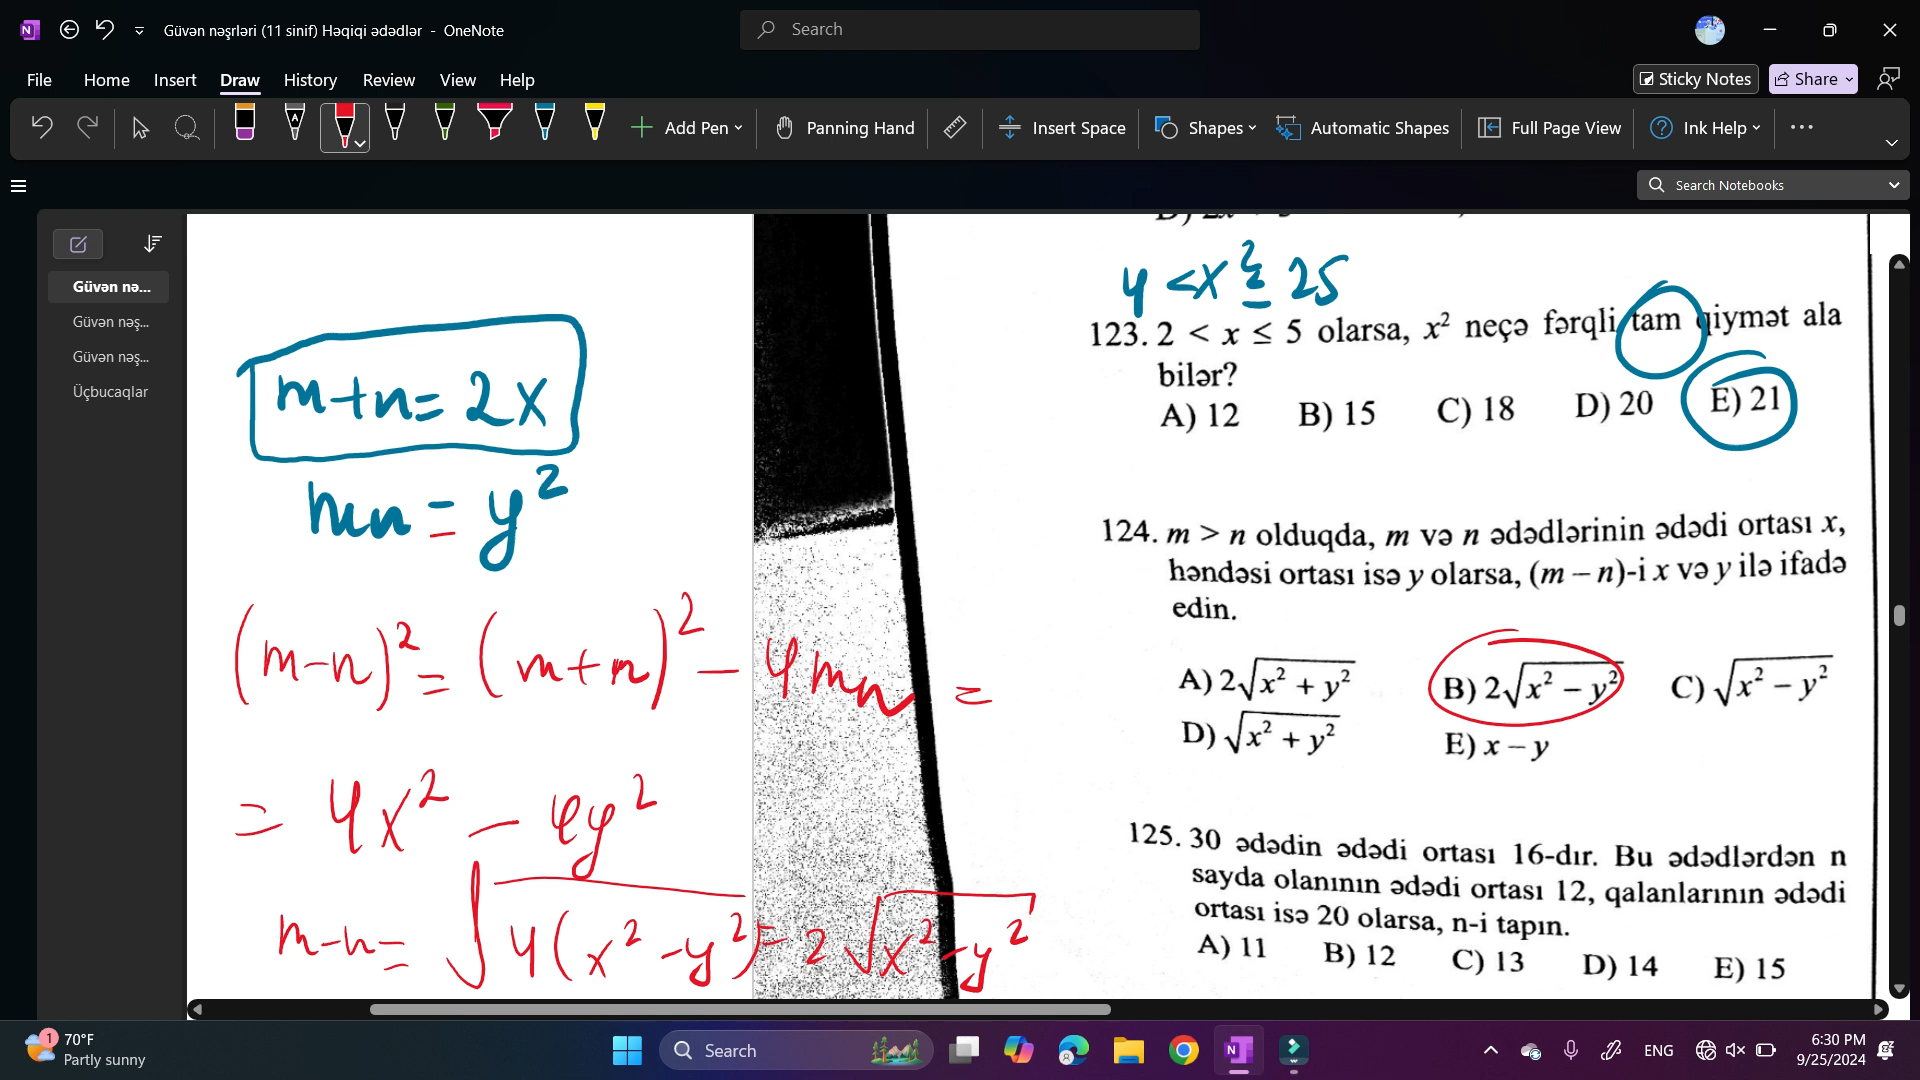 Güvən nəşrləri (11 sinif) Həqiqi ədədlər - OneNote
Search
File Home Insert Draw History Review View Help
Sticky Notes Share
Add Pen Panning Hand Insert Space Shapes Automatic Shapes Full Page View Ink Help
Search Notebooks
Güvən nə...
Güvən nəş...
Güvən nəş...
Üçbucaqlar
m+n=2x
mn=y²
(m-n)²=(m+n)²-4mn=
=4x²-4y²
m-n=√4(x²-y²)=2√x²-y²
4<x²≤25
123. 2 < x ≤ 5 olarsa, x² neçə fərqli tam qiymət ala
bilər?
A) 12 B) 15 C) 18 D) 20 E) 21
124. m > n olduqda, m və n ədədlərinin ədədi ortası x,
həndəsi ortası isə y olarsa, (m – n)-i x və y ilə ifadə
edin.
A) 2√x² + y² B) 2√x² – y² C) √x² – y²
D) √x² + y² E) x – y
125. 30 ədədin ədədi ortası 16-dır. Bu ədədlərdən n
sayda olanının ədədi ortası 12, qalanlarının ədədi
ortası isə 20 olarsa, n-i tapın.
A) 11 B) 12 C) 13 D) 14 E) 15
1
70°F
Partly sunny
Search
ENG
6:30 PM
9/25/2024